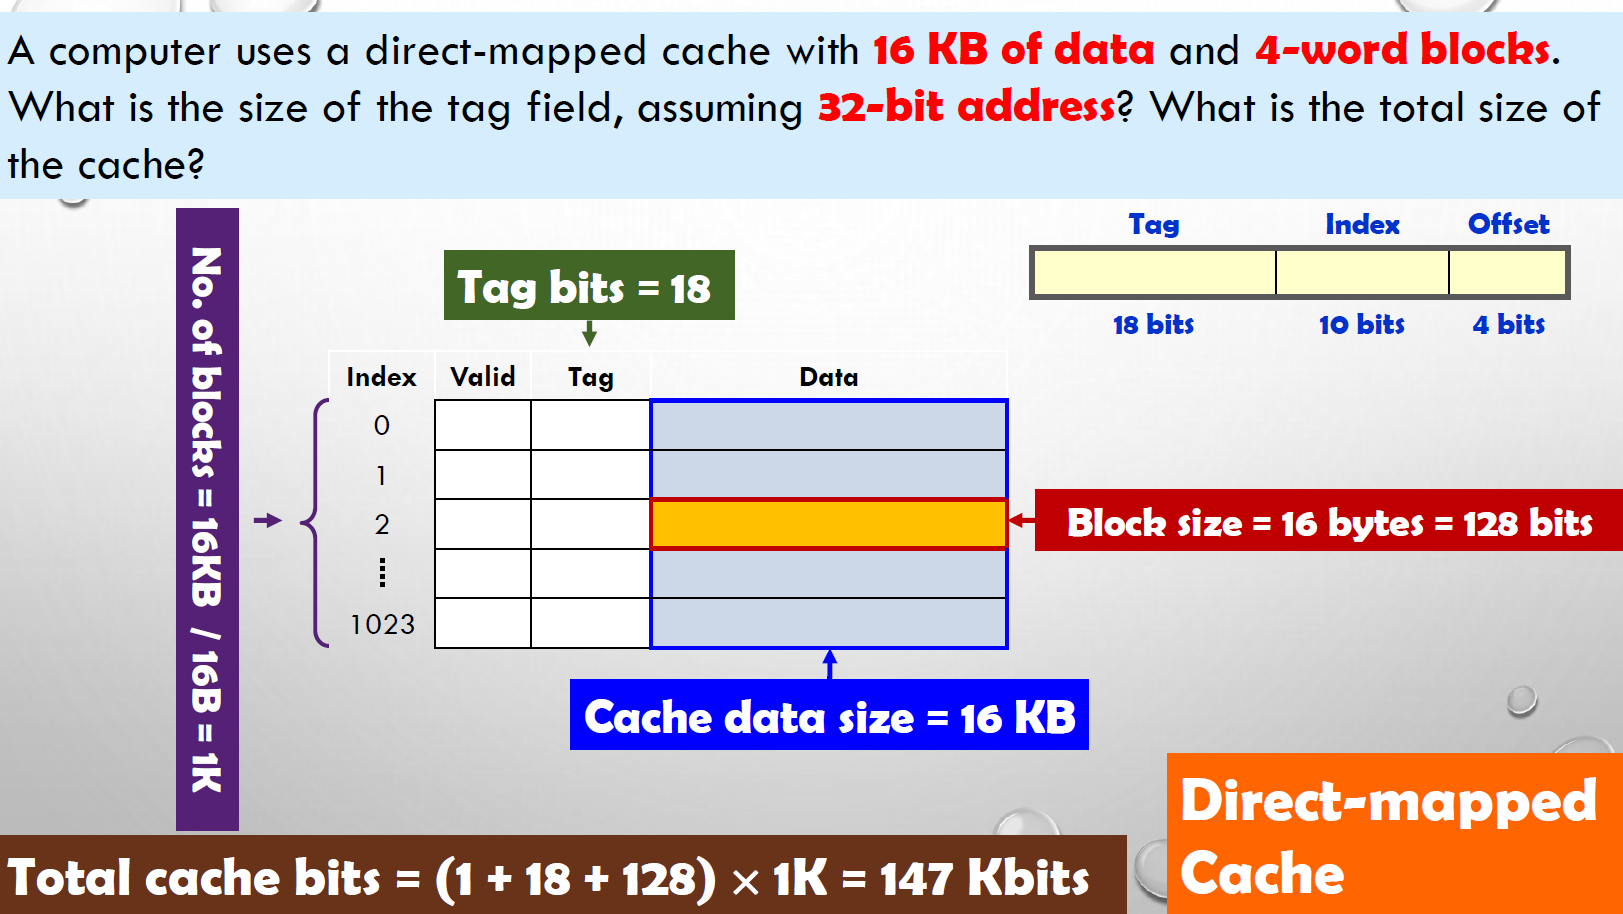 A computer uses a direct-mapped cache with 16 KB of data and 4-word blocks.
What is the size of the tag field, assuming 32-bit address? What is the total size of
the cache?
No. of blocks = 16KB / 16B = 1K
Tag bits = 18
Tag Index Offset
18 bits 10 bits 4 bits
Index Valid Tag Data
0
1
2
1023
Block size = 16 bytes = 128 bits
Cache data size = 16 KB
Direct-mapped
Cache
Total cache bits = (1 + 18 + 128) × 1K = 147 Kbits